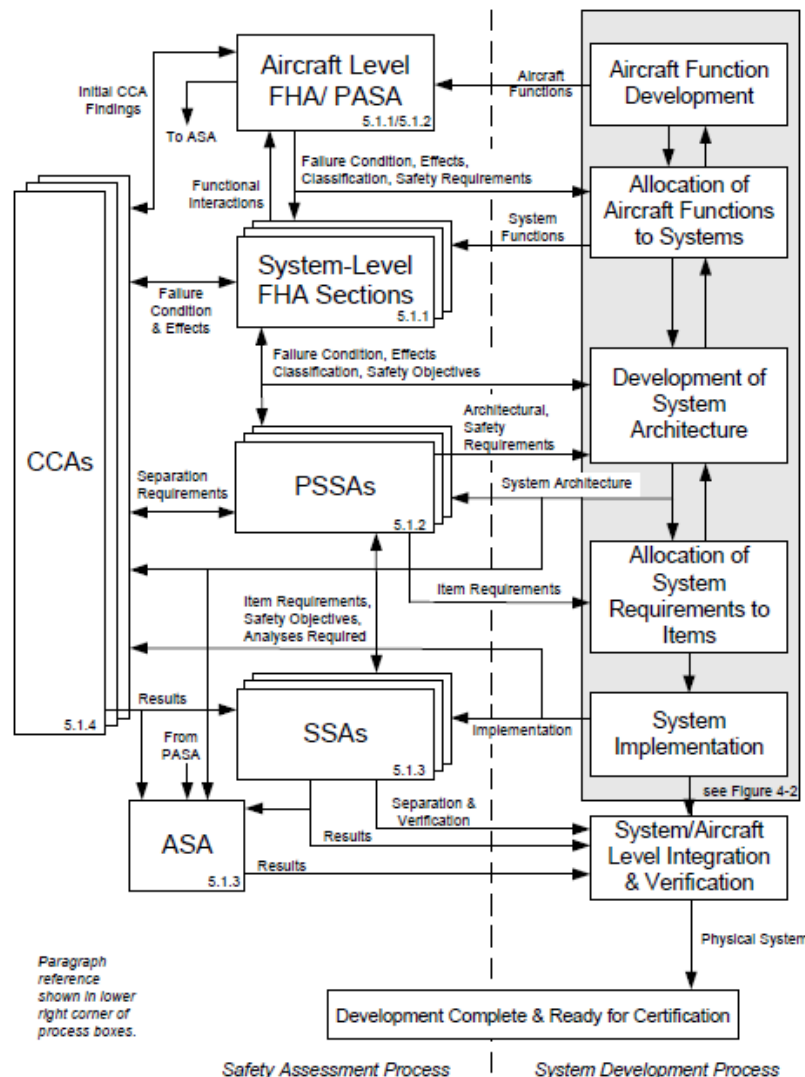 Aircraft Level
FHA/ PASA
5.1.1/5.1.2
Aircraft
Functions
Aircraft Function
Development
Initial CCA
Findings
To ASA
Functional
Interactions
Failure Condition, Effects,
Classification, Safety Requirements
Allocation of
Aircraft Functions
to Systems
System
Functions
System-Level
FHA Sections
5.1.1
Failure
Condition
& Effects
Failure Condition, Effects
Classification, Safety Objectives
Development of
System
Architecture
Architectural,
Safety
Requirements
CCAs
5.1.4
Separation
Requirements
PSSAs
5.1.2
System Architecture
Allocation of
System
Requirements to
Items
Item Requirements
Item Requirements,
Safety Objectives,
Analyses Required
Results
SSAs
5.1.3
Implementation
System
Implementation
see Figure 4-2
From
PASA
Separation &
Verification
Results
ASA
5.1.3
Results
System/Aircraft
Level Integration
& Verification
Physical System
Paragraph
reference
shown in lower
right corner of
process boxes.
Development Complete & Ready for Certification
Safety Assessment Process
System Development Process